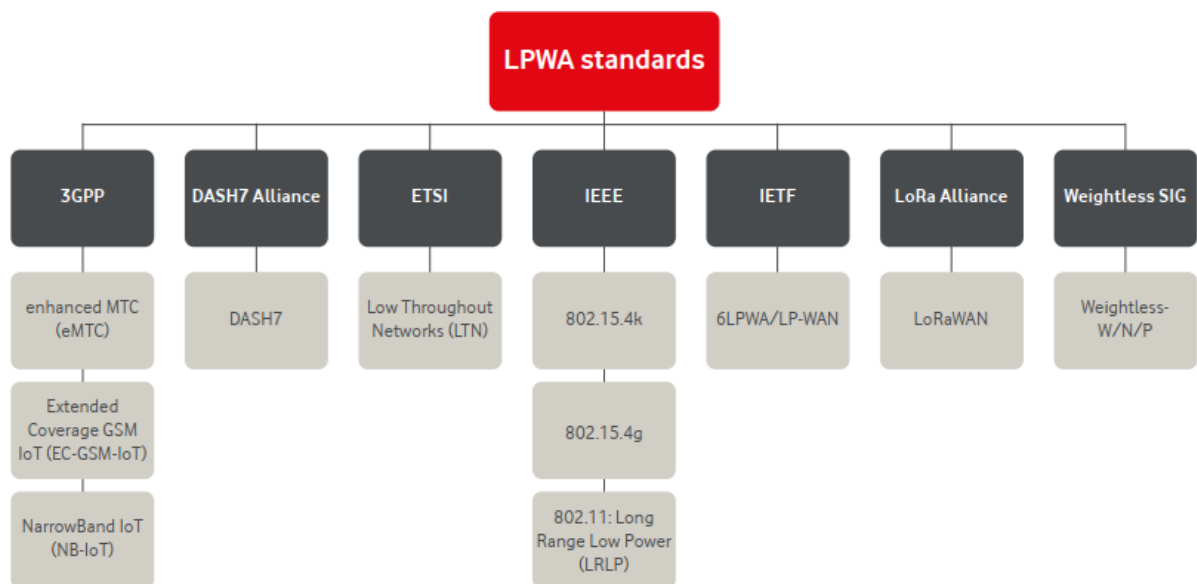 LPWA standards
3GPP
DASH7 Alliance
ETSI
IEEE
IETF
LoRa Alliance
Weightless SIG
enhanced MTC
(eMTC)
DASH7
Low Throughout
Networks (LTN)
802.15.4k
6LPWA/LP-WAN
LoRaWAN
Weightless-
W/N/P
Extended
Coverage GSM
IoT (EC-GSM-IoT)
802.15.4g
NarrowBand IoT
(NB-IoT)
802.11: Long
Range Low Power
(LRLP)